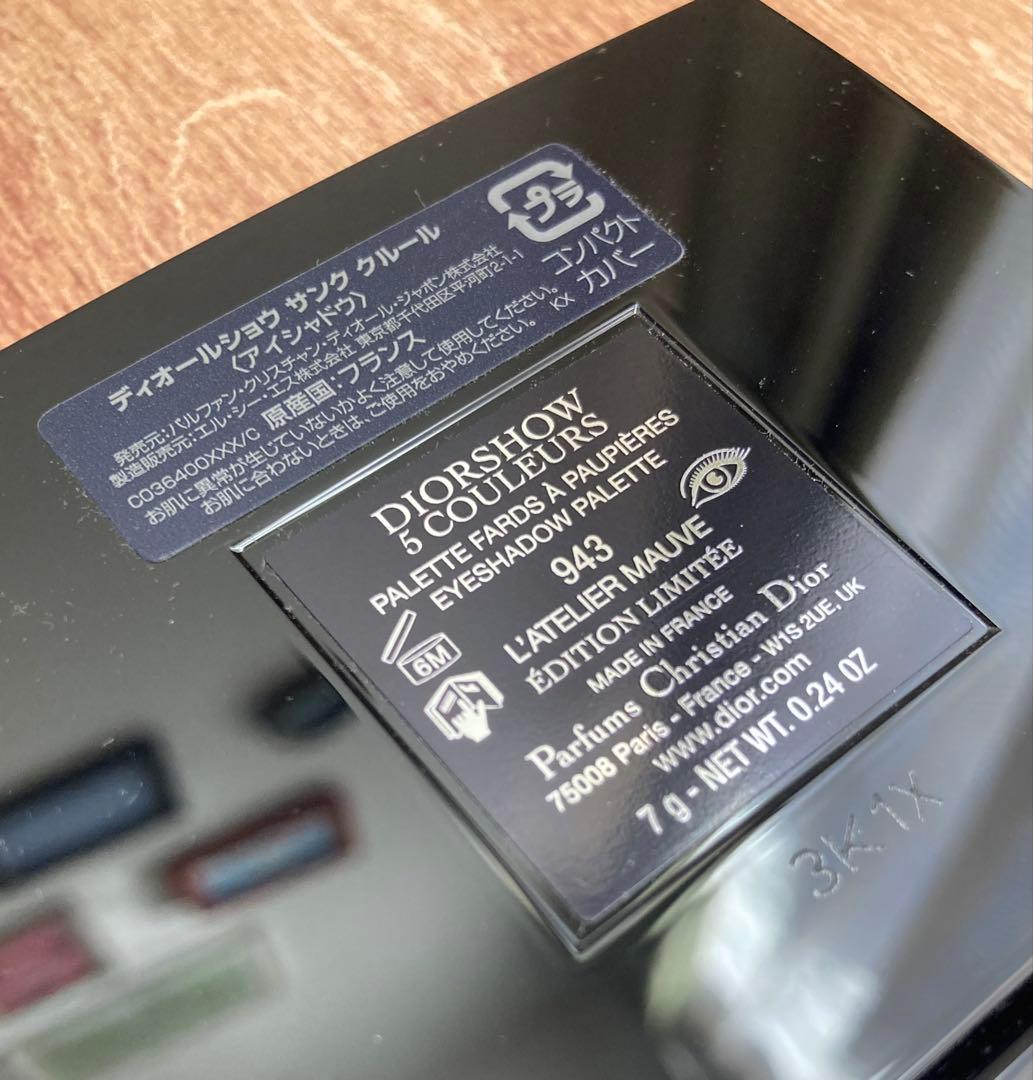 ディオールショウ サンク クルール
〈アイシャドウ〉
発売元:パルファン・クリスチャン・ディオール・ジャポン株式会社
製造販売元:エル・シー・エス株式会社 東京都千代田区平河町2-1-1
C036400XXX/C 原産国:フランス
お肌に異常が生じていないかよく注意して使用してください。
お肌に合わないときは、ご使用をおやめください。 KX
プラ
コンパクト
カバー
DIORSHOW
5 COULEURS
PALETTE FARDS À PAUPIÈRES
EYESHADOW PALETTE
943
L'ATELIER MAUVE
ÉDITION LIMITÉE
MADE IN FRANCE
6M
Parfums Christian Dior
75008 Paris - France - W1S 2UE, UK
www.dior.com
7 g - NET WT. 0.24 OZ
3K1X